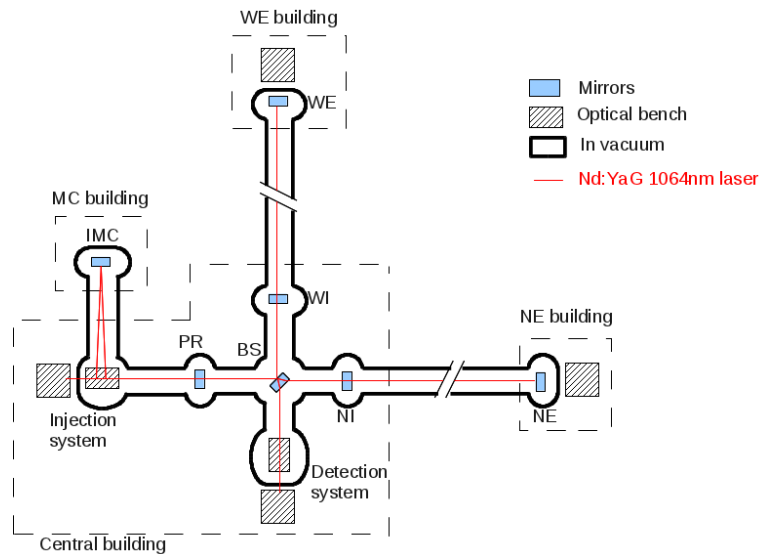 WE building
WE
Mirrors
Optical bench
In vacuum
Nd:YaG 1064nm laser
MC building
IMC
WI
NE building
PR
BS
NI
NE
Injection
system
Detection
system
Central building